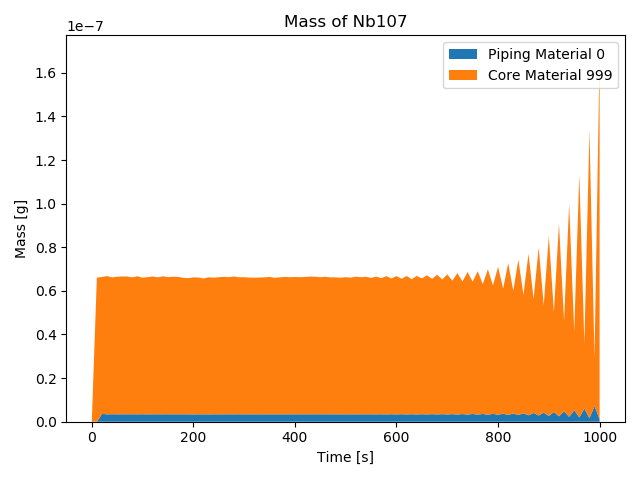 Mass of Nb107
1e−7
Piping Material 0
Core Material 999
1.6
1.4
1.2
1.0
0.8
0.6
0.4
0.2
0.0
Mass [g]
0 200 400 600 800 1000
Time [s]